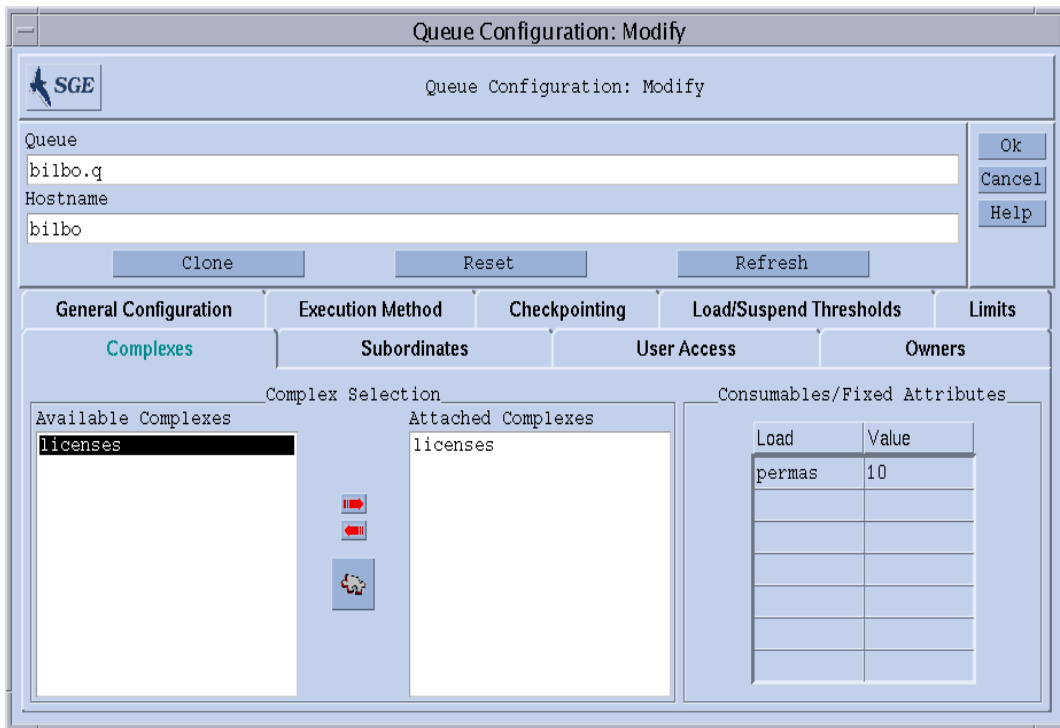 Queue Configuration: Modify
SGE
Queue Configuration: Modify
Queue
bilbo.q
Hostname
bilbo
Ok
Cancel
Help
Clone Reset Refresh
General Configuration Execution Method Checkpointing Load/Suspend Thresholds Limits
Complexes Subordinates User Access Owners
Complex Selection
Available Complexes
licenses
Attached Complexes
licenses
Consumables/Fixed Attributes
Load Value
permas 10